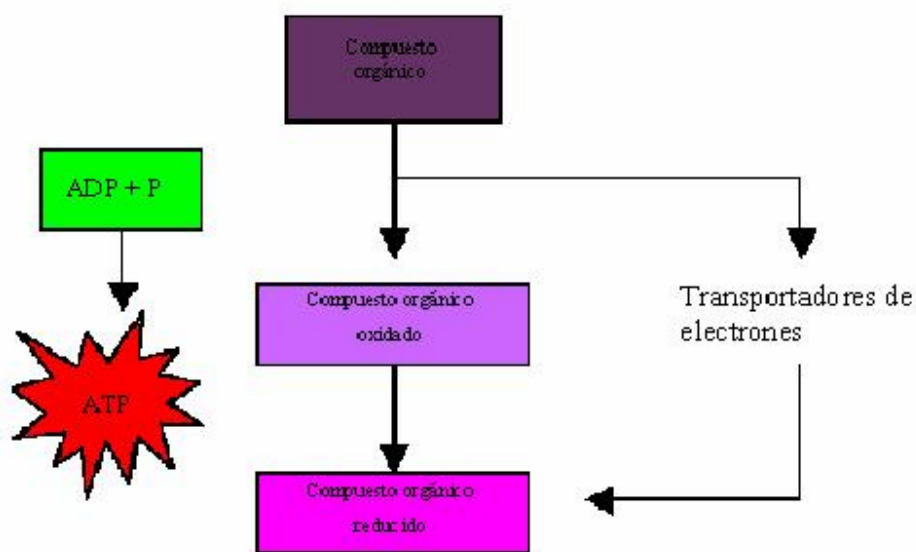 Compuesto
orgánico
ADP + P
Compuesto orgánico
oxidado
Transportadores de
electrones
ATP
Compuesto orgánico
reducido